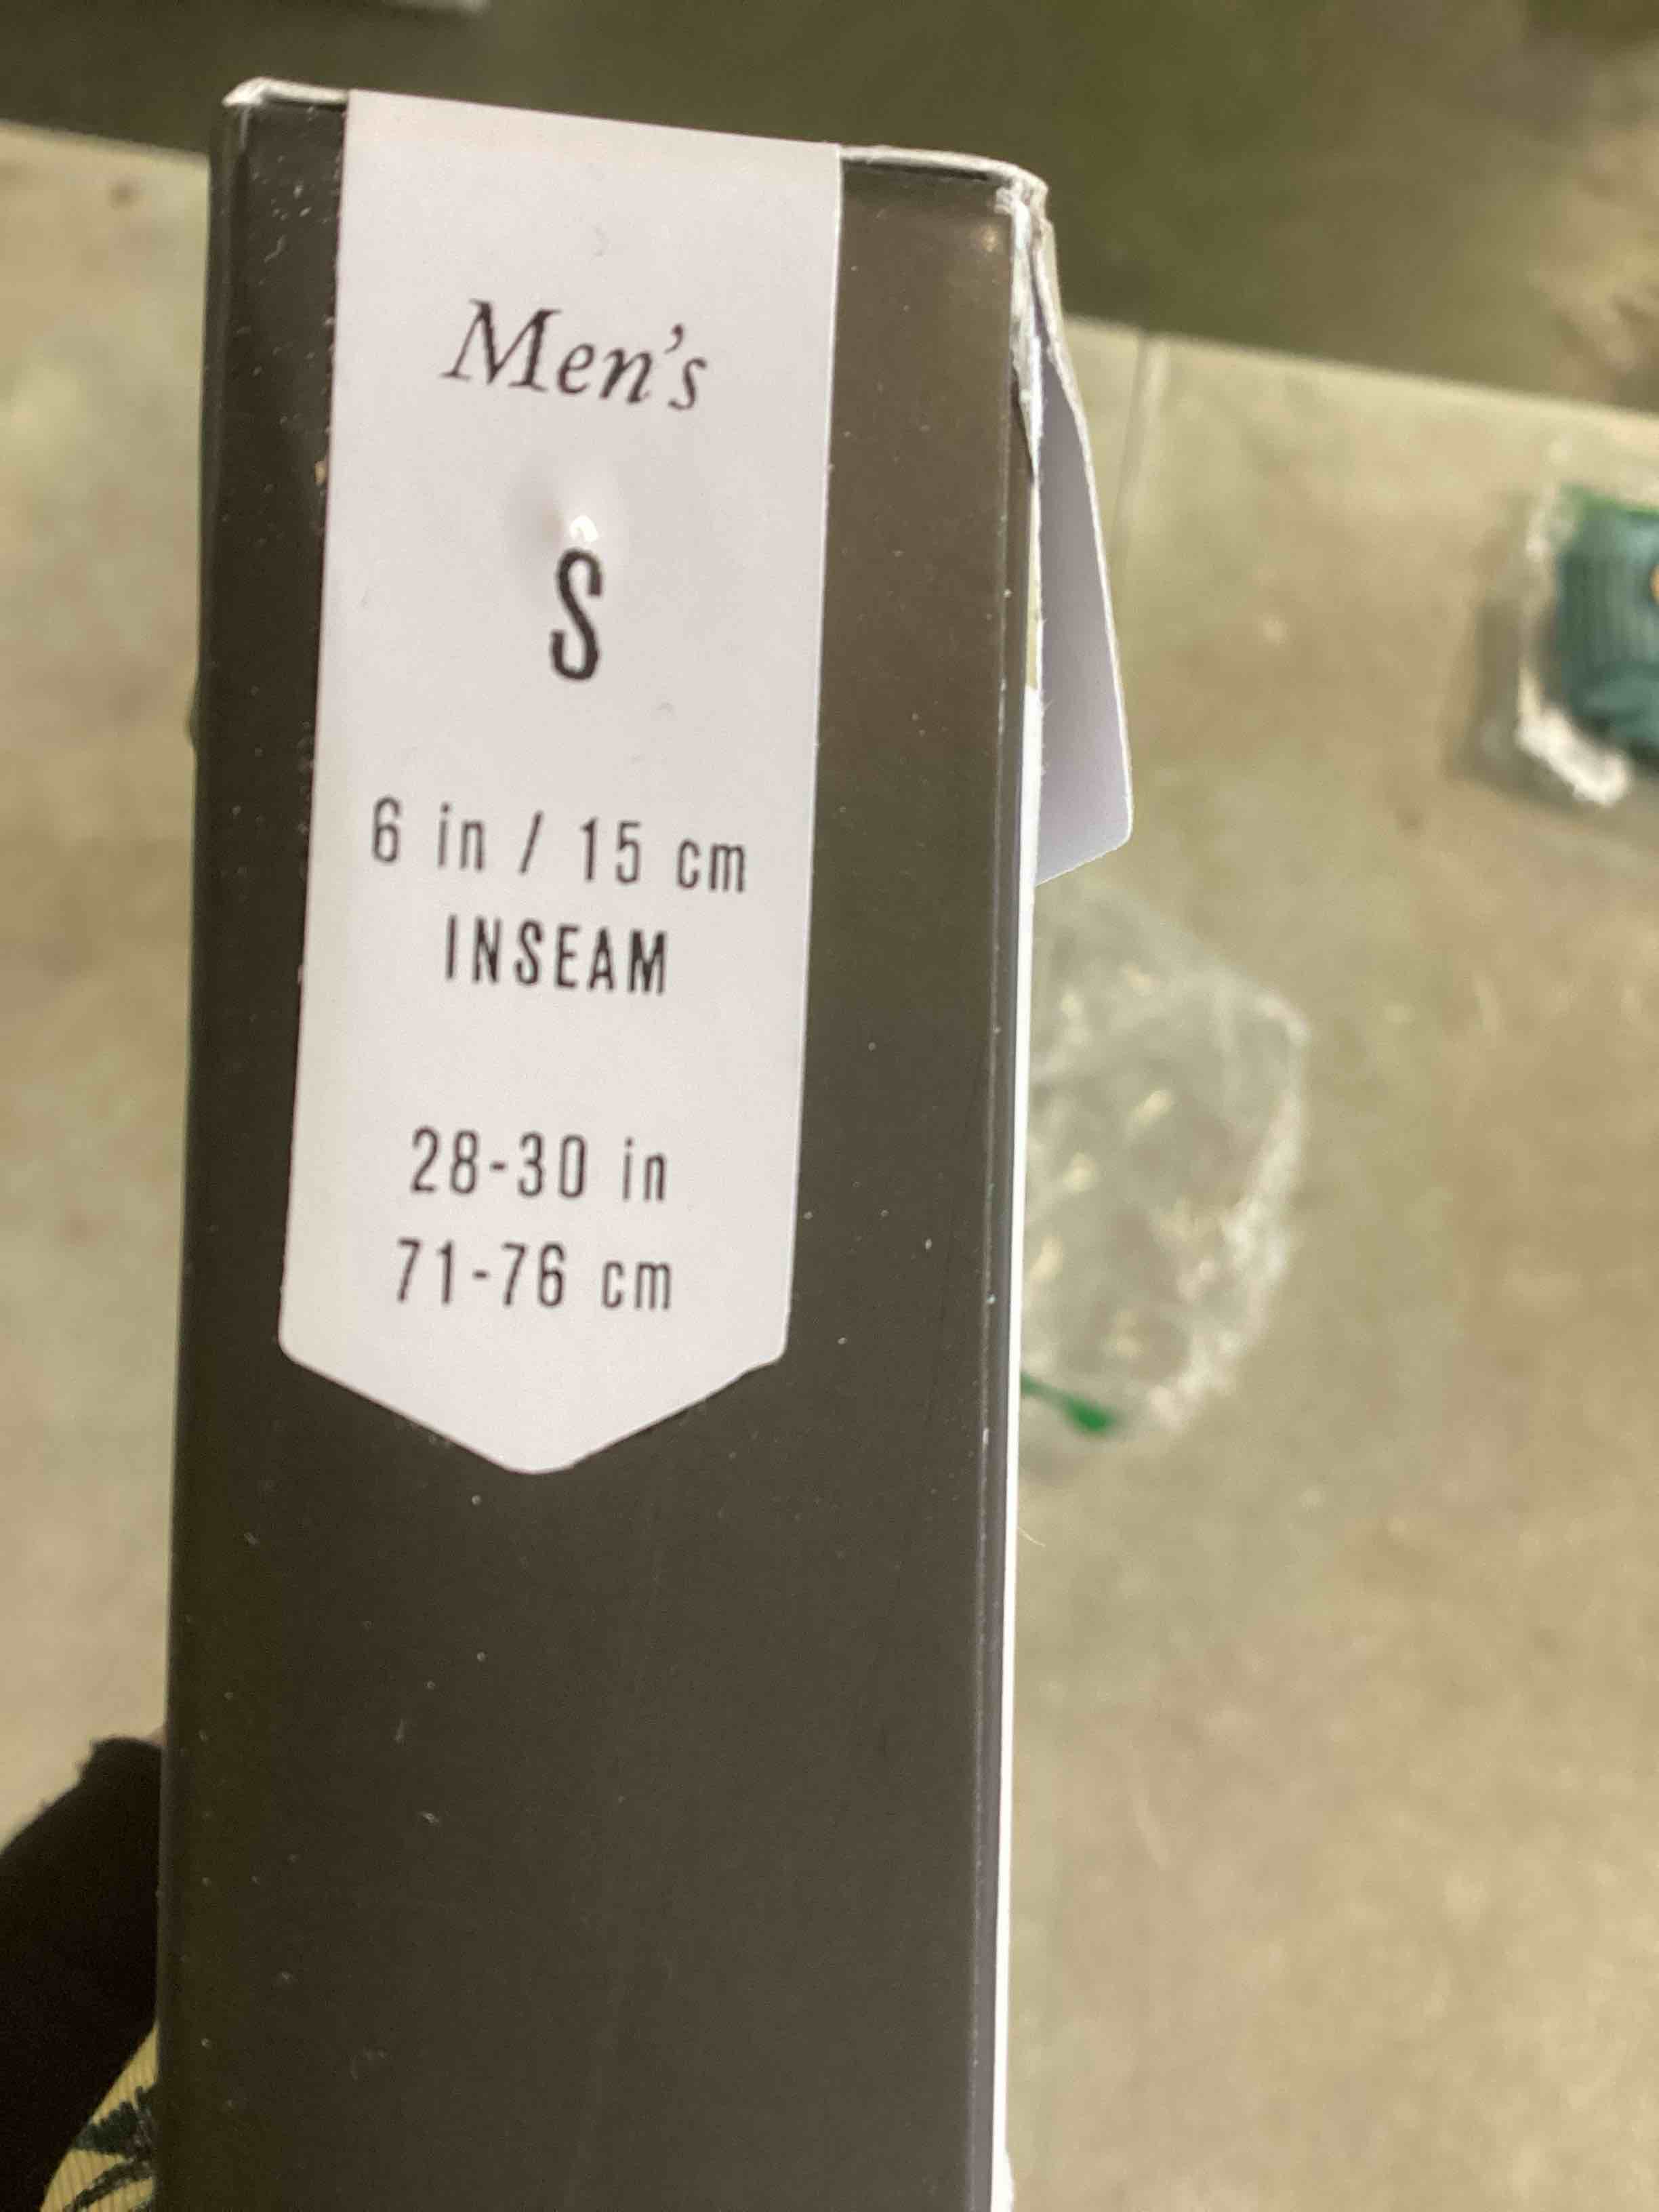 Men's
S
6 in / 15 cm
INSEAM
28-30 in
71-76 cm